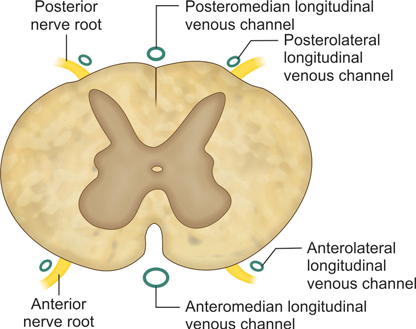 Posterior
nerve root
Posteromedian longitudinal
venous channel
Posterolateral
longitudinal
venous channel
Anterolateral
longitudinal
venous channel
Anterior
nerve root
Anteromedian longitudinal
venous channel